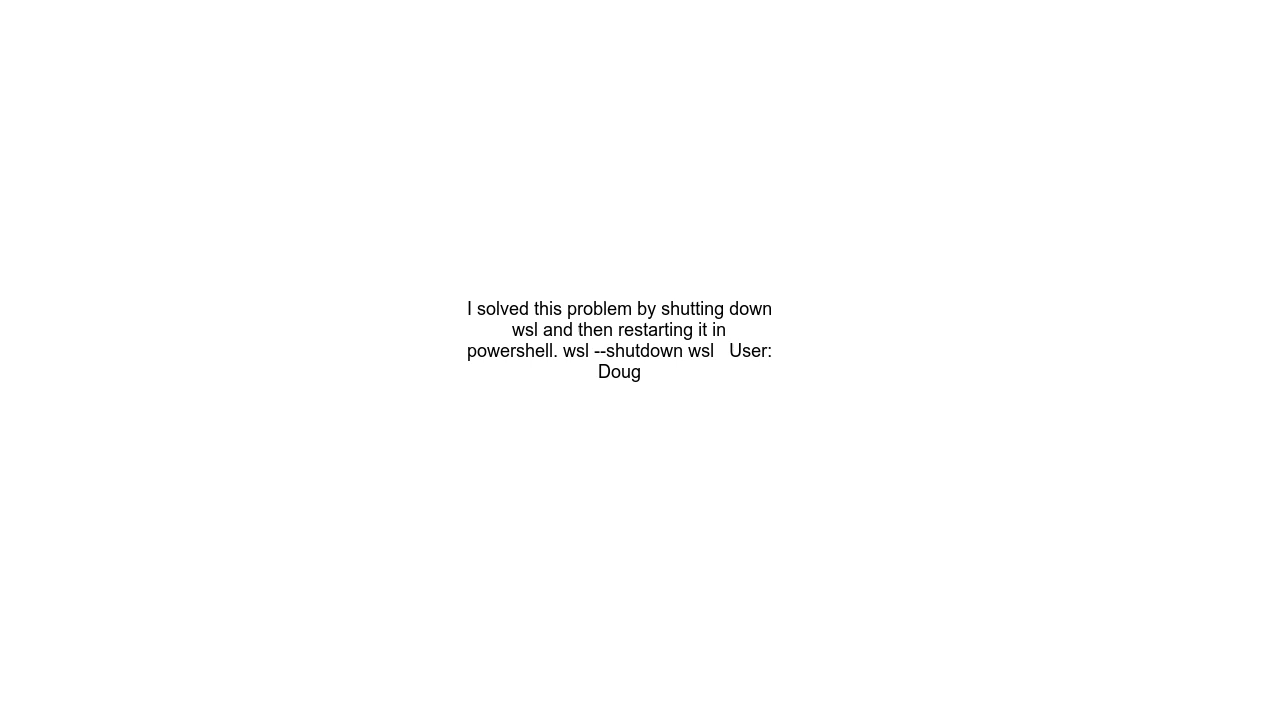 I solved this problem by shutting down
wsl and then restarting it in
powershell. wsl --shutdown wsl   User:
Doug